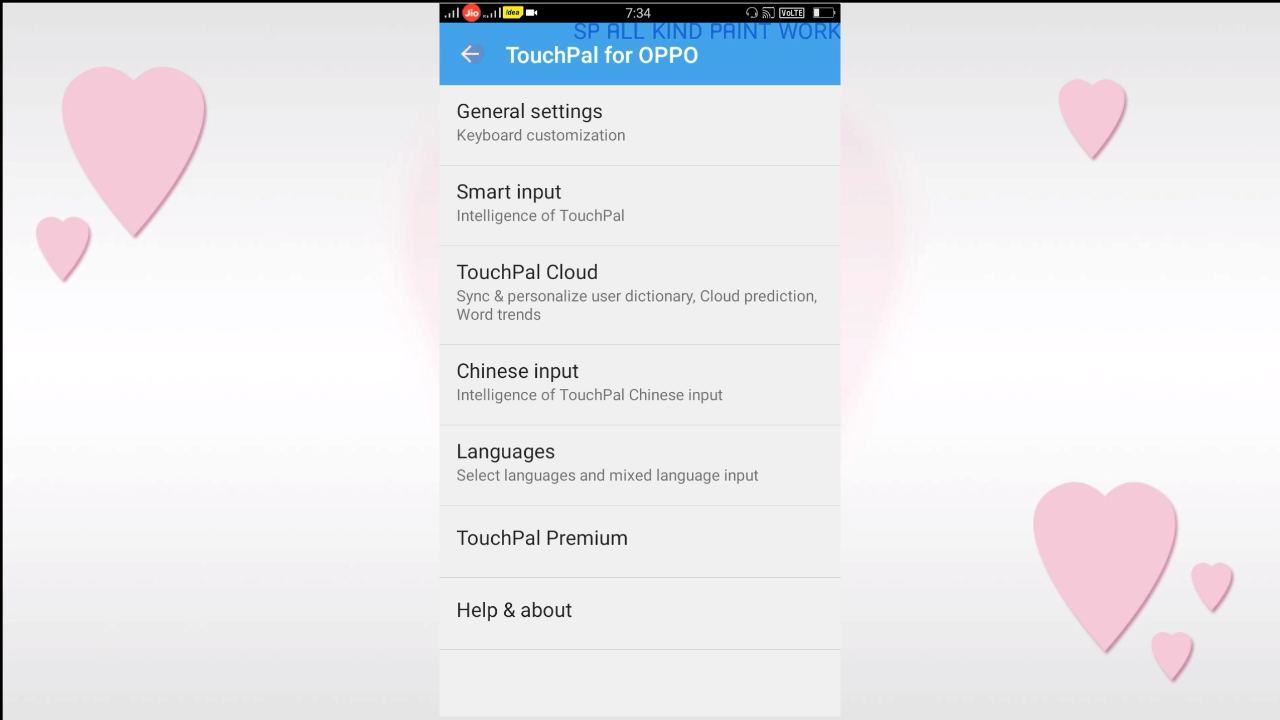 Jio
idea
7:34
VoLTE
SP ALL KIND PAINT WORK
TouchPal for OPPO
General settings
Keyboard customization
Smart input
Intelligence of TouchPal
TouchPal Cloud
Sync & personalize user dictionary, Cloud prediction,
Word trends
Chinese input
Intelligence of TouchPal Chinese input
Languages
Select languages and mixed language input
TouchPal Premium
Help & about